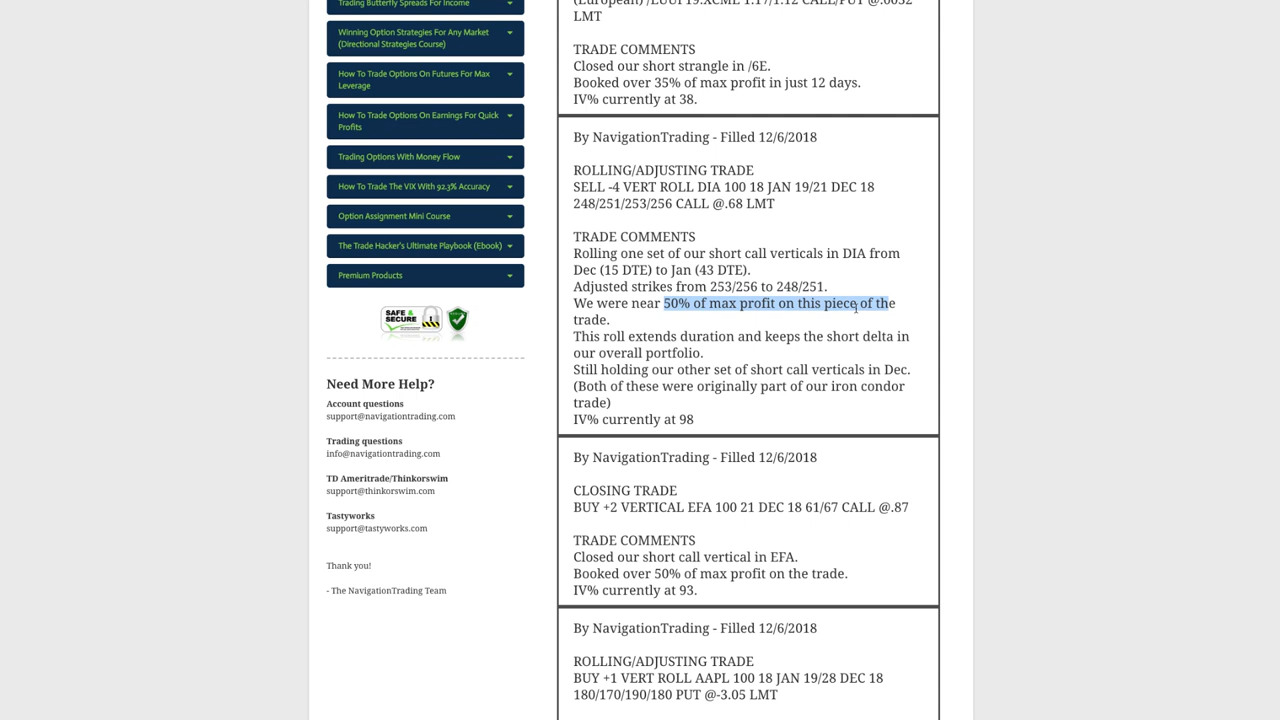 Trading Butterfly Spreads For Income
Winning Option Strategies For Any Market
(Directional Strategies Course)
How To Trade Options On Futures For Max
Leverage
How To Trade Options On Earnings For Quick
Profits
Trading Options With Money Flow
How To Trade The VIX With 92.3% Accuracy
Option Assignment Mini Course
The Trade Hacker's Ultimate Playbook (Ebook)
Premium Products
SAFE &
SECURE
Need More Help?
Account questions
support@navigationtrading.com
Trading questions
info@navigationtrading.com
TD Ameritrade/Thinkorswim
support@thinkorswim.com
Tastyworks
support@tastyworks.com
Thank you!
- The NavigationTrading Team
LMT
TRADE COMMENTS
Closed our short strangle in /6E.
Booked over 35% of max profit in just 12 days.
IV% currently at 38.
By NavigationTrading - Filled 12/6/2018
ROLLING/ADJUSTING TRADE
SELL -4 VERT ROLL DIA 100 18 JAN 19/21 DEC 18
248/251/253/256 CALL @.68 LMT
TRADE COMMENTS
Rolling one set of our short call verticals in DIA from
Dec (15 DTE) to Jan (43 DTE).
Adjusted strikes from 253/256 to 248/251.
We were near 50% of max profit on this piece of the
trade.
This roll extends duration and keeps the short delta in
our overall portfolio.
Still holding our other set of short call verticals in Dec.
(Both of these were originally part of our iron condor
trade)
IV% currently at 98
By NavigationTrading - Filled 12/6/2018
CLOSING TRADE
BUY +2 VERTICAL EFA 100 21 DEC 18 61/67 CALL @.87
TRADE COMMENTS
Closed our short call vertical in EFA.
Booked over 50% of max profit on the trade.
IV% currently at 93.
By NavigationTrading - Filled 12/6/2018
ROLLING/ADJUSTING TRADE
BUY +1 VERT ROLL AAPL 100 18 JAN 19/28 DEC 18
180/170/190/180 PUT @-3.05 LMT